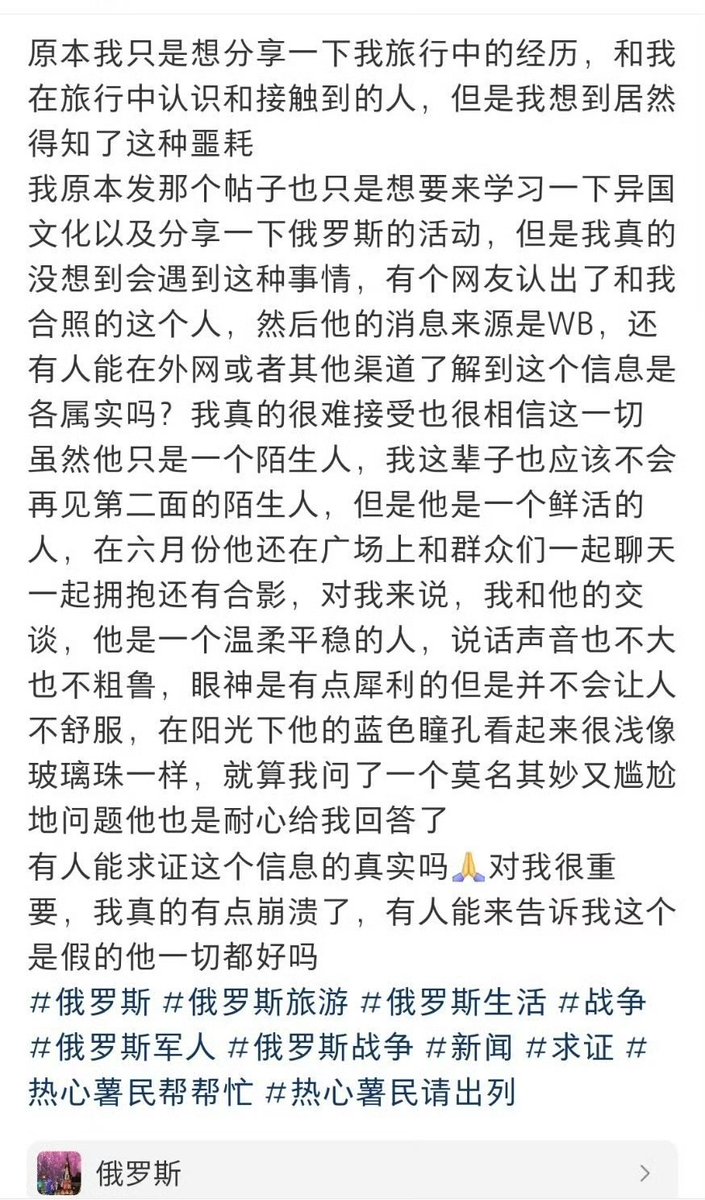 原本我只是想分享一下我旅行中的经历，和我
在旅行中认识和接触到的人，但是我想到居然
得知了这种噩耗
我原本发那个帖子也只是想要来学习一下异国
文化以及分享一下俄罗斯的活动，但是我真的
没想到会遇到这种事情，有个网友认出了和我
合照的这个人，然后他的消息来源是WB，还
有人能在外网或者其他渠道了解到这个信息是
各属实吗？我真的很难接受也很相信这一切
虽然他只是一个陌生人，我这辈子也应该不会
再见第二面的陌生人，但是他是一个鲜活的
人，在六月份他还在广场上和群众们一起聊天
一起拥抱还有合影，对我来说，我和他的交
谈，他是一个温柔平稳的人，说话声音也不大
也不粗鲁，眼神是有点犀利的但是并不会让人
不舒服，在阳光下他的蓝色瞳孔看起来很浅像
玻璃珠一样，就算我问了一个莫名其妙又尴尬
地问题他也是耐心给我回答了
有人能求证这个信息的真实吗🙏对我很重
要，我真的有点崩溃了，有人能来告诉我这个
是假的他一切都好吗
#俄罗斯 #俄罗斯旅游 #俄罗斯生活 #战争
#俄罗斯军人 #俄罗斯战争 #新闻 #求证 #
热心薯民帮帮忙 #热心薯民请出列
俄罗斯